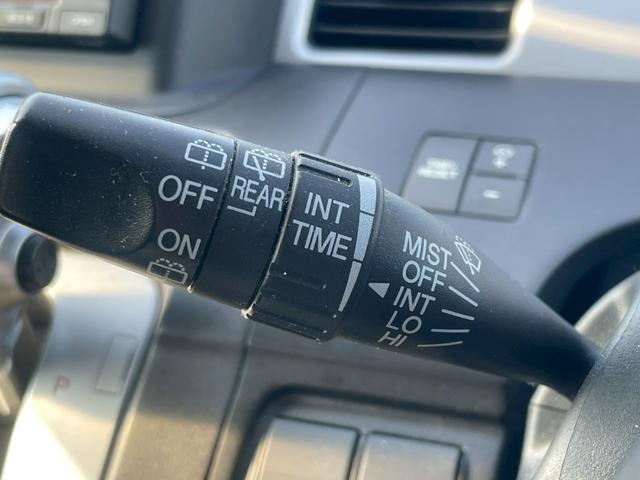 OFF
ON
REAR
INT
TIME
MIST
OFF
INT
LO
HI
P